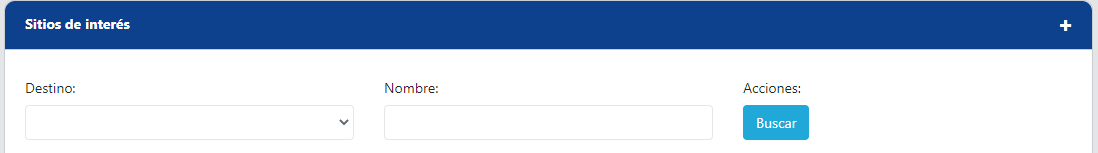 Sitios de interés
Destino: Nombre: Acciones:
Buscar